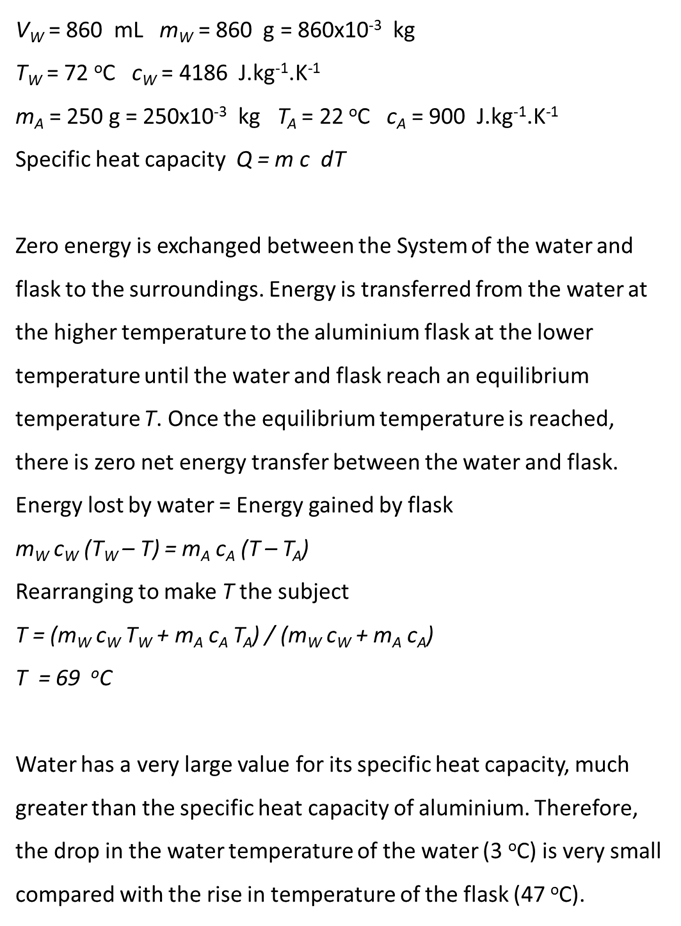 V_W = 860 mL m_W = 860 g = 860x10⁻³ kg
T_W = 72 ºC c_W = 4186 J.kg⁻¹.K⁻¹
m_A = 250 g = 250x10⁻³ kg T_A = 22 ºC c_A = 900 J.kg⁻¹.K⁻¹
Specific heat capacity Q = m c dT
Zero energy is exchanged between the System of the water and
flask to the surroundings. Energy is transferred from the water at
the higher temperature to the aluminium flask at the lower
temperature until the water and flask reach an equilibrium
temperature T. Once the equilibrium temperature is reached,
there is zero net energy transfer between the water and flask.
Energy lost by water = Energy gained by flask
m_W c_W (T_W – T) = m_A c_A (T – T_A)
Rearranging to make T the subject
T = (m_W c_W T_W + m_A c_A T_A) / (m_W c_W + m_A c_A)
T = 69 ºC
Water has a very large value for its specific heat capacity, much
greater than the specific heat capacity of aluminium. Therefore,
the drop in the water temperature of the water (3 ºC) is very small
compared with the rise in temperature of the flask (47 ºC).